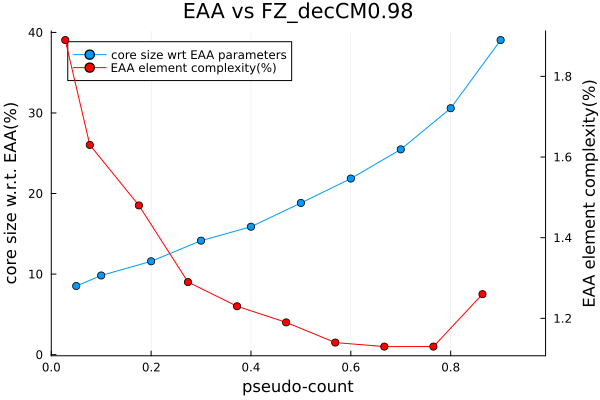 EAA vs FZ_decCM0.98
core size wrt EAA parameters
EAA element complexity(%)
40
30
20
10
0
core size w.r.t. EAA(%)
1.8
1.6
1.4
1.2
EAA element complexity(%)
0.0 0.2 0.4 0.6 0.8
pseudo-count